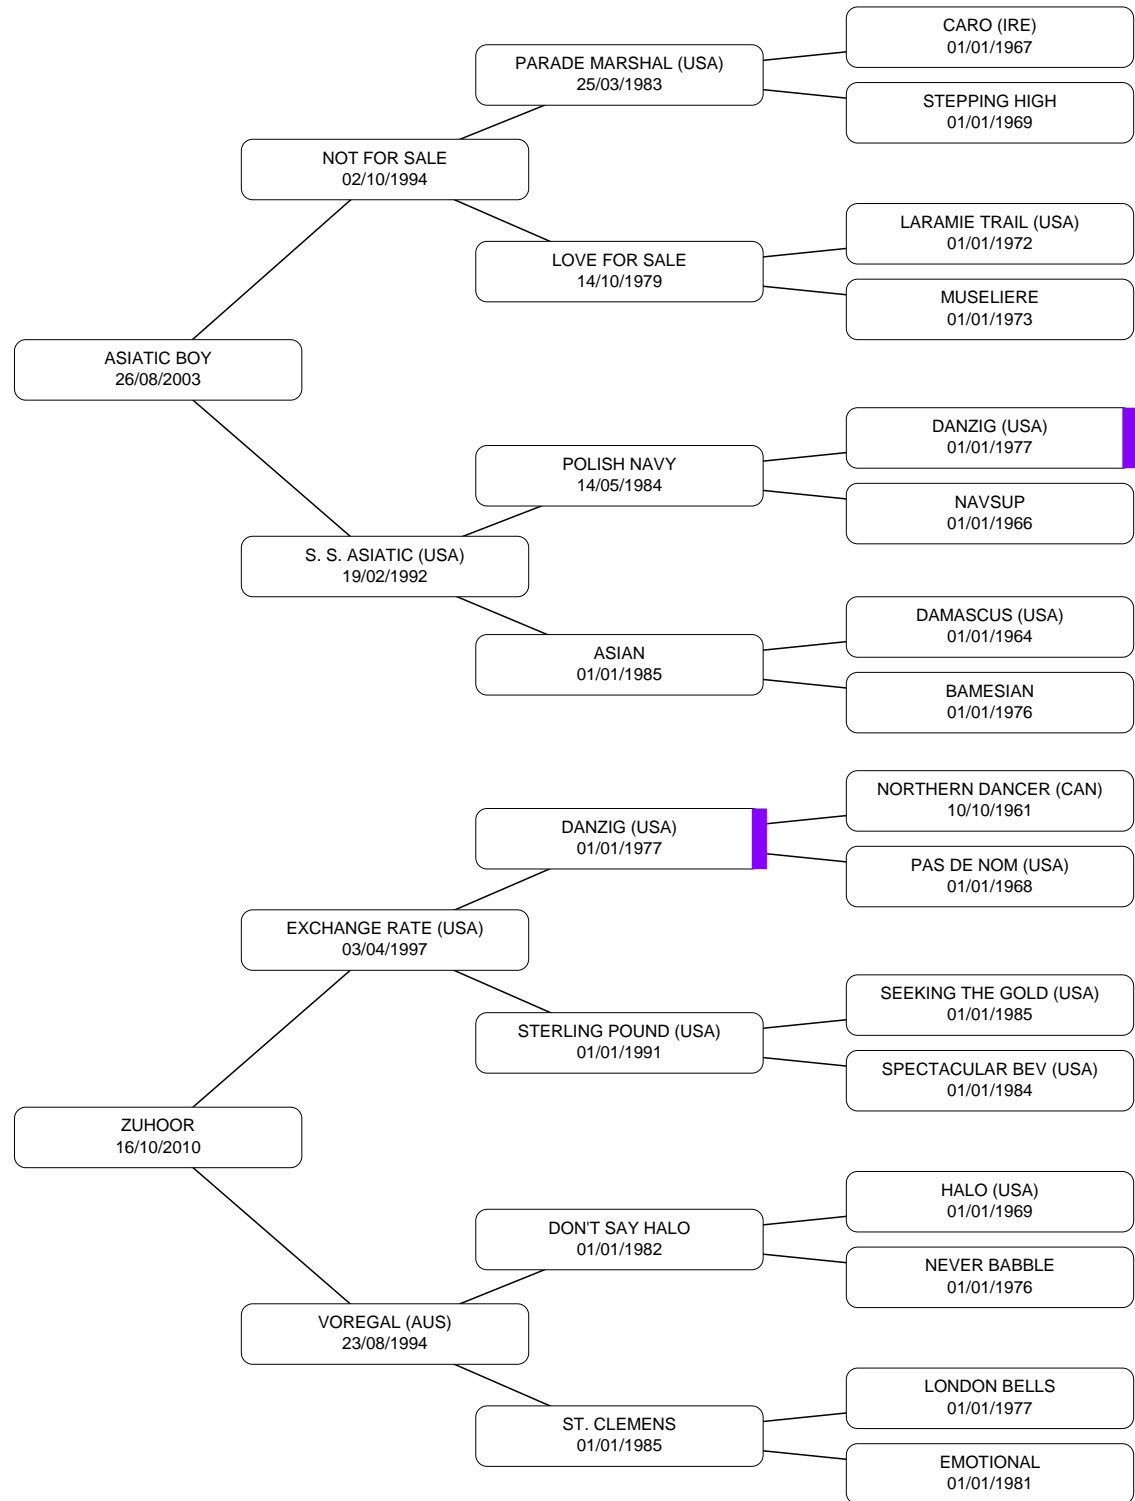 CARO (IRE)
01/01/1967
PARADE MARSHAL (USA)
25/03/1983
STEPPING HIGH
01/01/1969
NOT FOR SALE
02/10/1994
LARAMIE TRAIL (USA)
01/01/1972
LOVE FOR SALE
14/10/1979
MUSELIERE
01/01/1973
ASIATIC BOY
26/08/2003
DANZIG (USA)
01/01/1977
POLISH NAVY
14/05/1984
NAVSUP
01/01/1966
S. S. ASIATIC (USA)
19/02/1992
DAMASCUS (USA)
01/01/1964
ASIAN
01/01/1985
BAMESIAN
01/01/1976
NORTHERN DANCER (CAN)
10/10/1961
DANZIG (USA)
01/01/1977
PAS DE NOM (USA)
01/01/1968
EXCHANGE RATE (USA)
03/04/1997
SEEKING THE GOLD (USA)
01/01/1985
STERLING POUND (USA)
01/01/1991
SPECTACULAR BEV (USA)
01/01/1984
ZUHOOR
16/10/2010
HALO (USA)
01/01/1969
DON'T SAY HALO
01/01/1982
NEVER BABBLE
01/01/1976
VOREGAL (AUS)
23/08/1994
LONDON BELLS
01/01/1977
ST. CLEMENS
01/01/1985
EMOTIONAL
01/01/1981